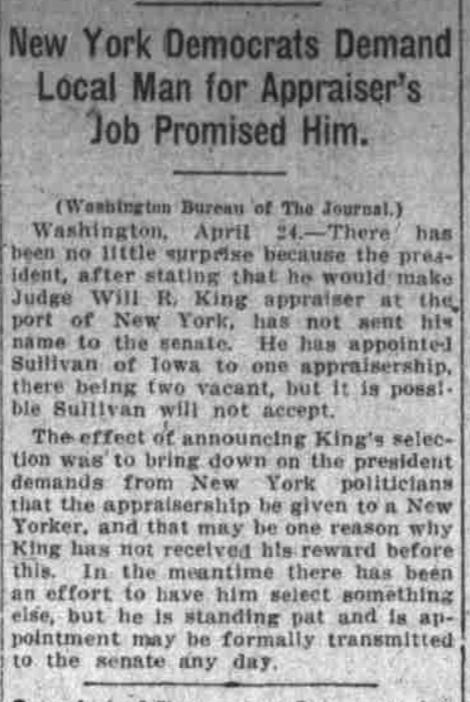 New York Democrats Demand
Local Man for Appraiser's
Job Promised Him.
(Washington Bureau of The Journal.)
Washington, April 24.—There has
been no little surprise because the pres-
ident, after stating that he would make
Judge Will R. King appraiser at the
port of New York, has not sent his
name to the senate. He has appointed
Sullivan of Iowa to one appraisership,
there being two vacant, but it is possi-
ble Sullivan will not accept.
The effect of announcing King's selec-
tion was to bring down on the president
demands from New York politicians
that the appraisership be given to a New
Yorker, and that may be one reason why
King has not received his reward before
this. In the meantime there has been
an effort to have him select something
else, but he is standing pat and is ap-
pointment may be formally transmitted
to the senate any day.